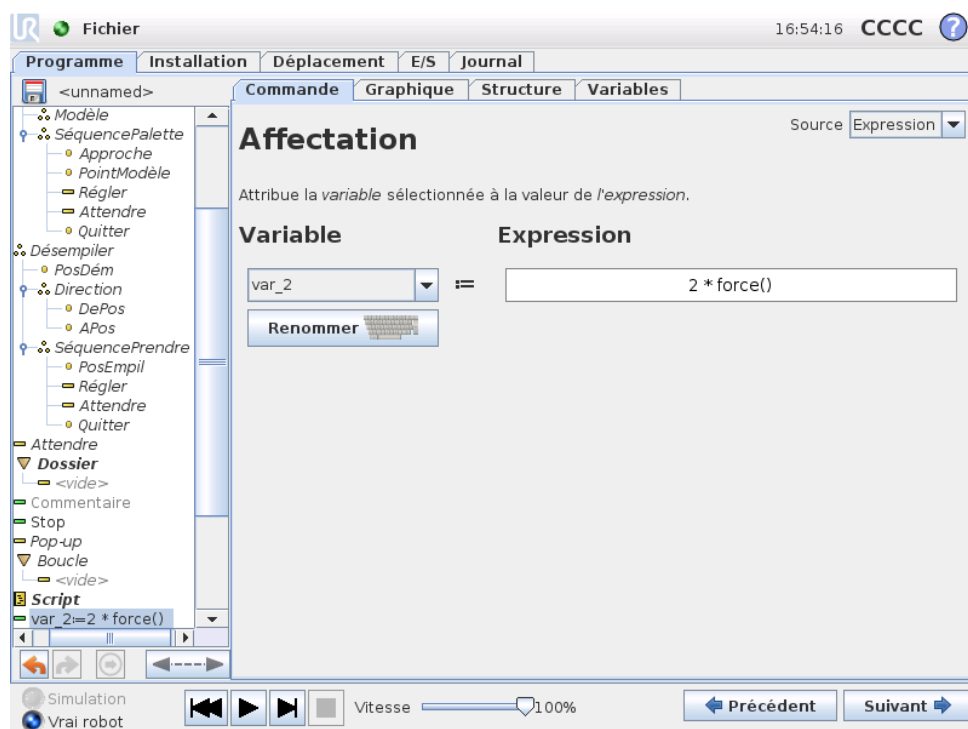 UR Fichier 16:54:16 CCCC ?
Programme Installation Déplacement E/S Journal
<unnamed>
Commande Graphique Structure Variables
Modèle
SéquencePalette
Approche
PointModèle
Régler
Attendre
Quitter
Désempiler
PosDém
Direction
DePos
APos
SéquencePrendre
PosEmpil
Régler
Attendre
Quitter
Attendre
Dossier
<vide>
Commentaire
Stop
Pop-up
Boucle
<vide>
Script
var_2:=2 * force()
Affectation
Source Expression
Attribue la variable sélectionnée à la valeur de l'expression.
Variable Expression
var_2 := 2 * force()
Renommer
Simulation
Vrai robot
Vitesse 100%
Précédent Suivant